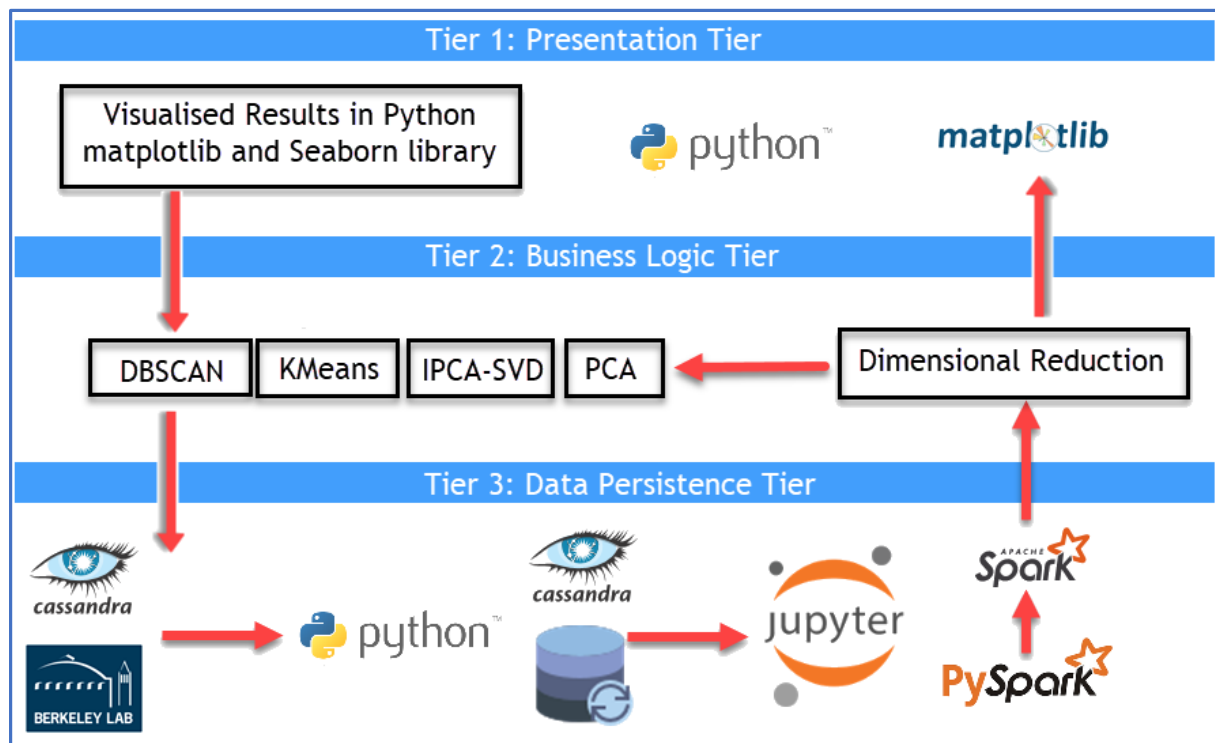 Tier 1: Presentation Tier
Visualised Results in Python
matplotlib and Seaborn library
python™
matplotlib
Tier 2: Business Logic Tier
DBSCAN
KMeans
IPCA-SVD
PCA
Dimensional Reduction
Tier 3: Data Persistence Tier
cassandra
BERKELEY LAB
python™
cassandra
jupyter
APACHE
Spark
PySpark